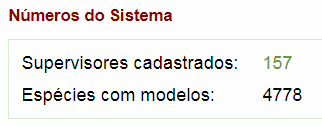 Números do Sistema
Supervisores cadastrados: 157
Espécies com modelos: 4778